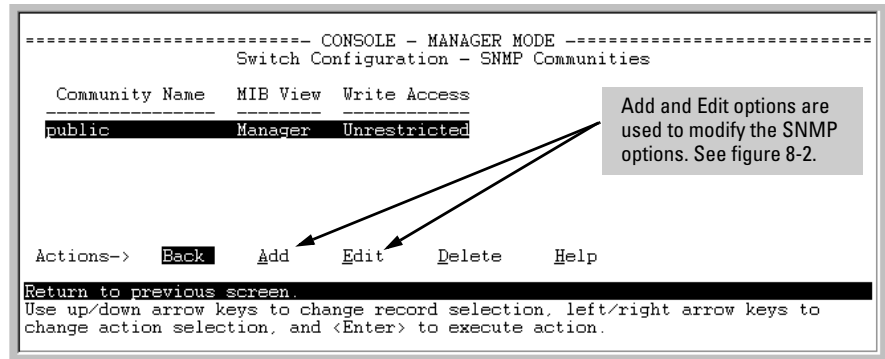 ============================– CONSOLE – MANAGER MODE –============================
Switch Configuration – SNMP Communities
Community Name MIB View Write Access
public Manager Unrestricted
Add and Edit options are
used to modify the SNMP
options. See figure 8-2.
Actions–> Back Add Edit Delete Help
Return to previous screen.
Use up/down arrow keys to change record selection, left/right arrow keys to
change action selection, and <Enter> to execute action.